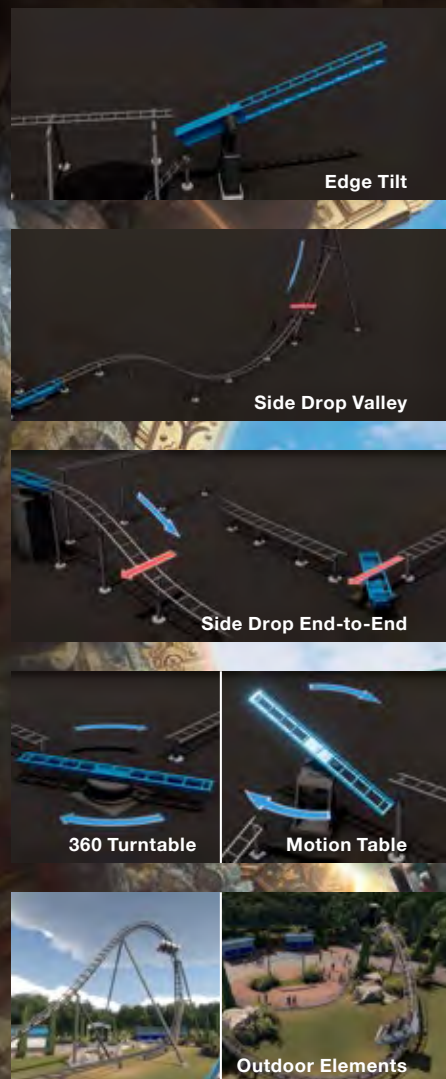 Edge Tilt
Side Drop Valley
Side Drop End-to-End
360 Turntable
Motion Table
Outdoor Elements